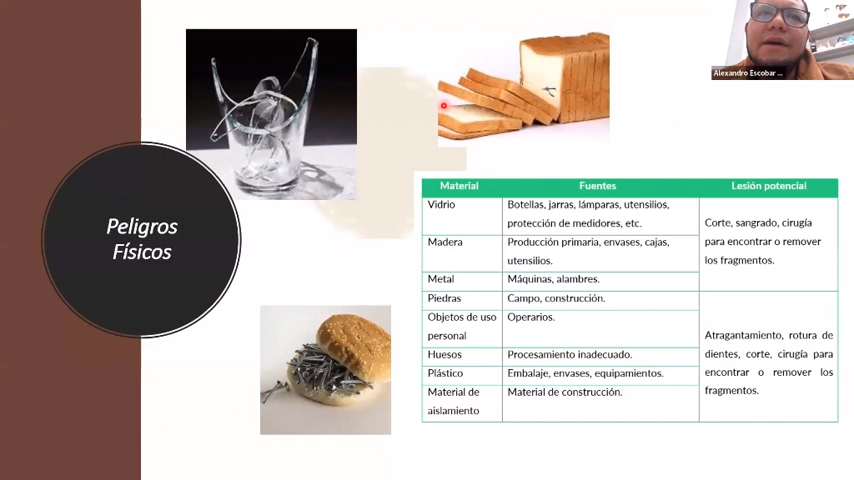 Alexandro Escobar ...
Peligros
Físicos
Material Fuentes Lesión potencial
Vidrio Botellas, jarras, lámparas, utensilios,
protección de medidores, etc.
Madera Producción primaria, envases, cajas,
utensilios.
Metal Máquinas, alambres.
Corte, sangrado, cirugía
para encontrar o remover
los fragmentos.
Piedras Campo, construcción.
Objetos de uso Operarios.
personal
Huesos Procesamiento inadecuado.
Plástico Embalaje, envases, equipamientos.
Material de Material de construcción.
aislamiento
Atragantamiento, rotura de
dientes, corte, cirugía para
encontrar o remover los
fragmentos.